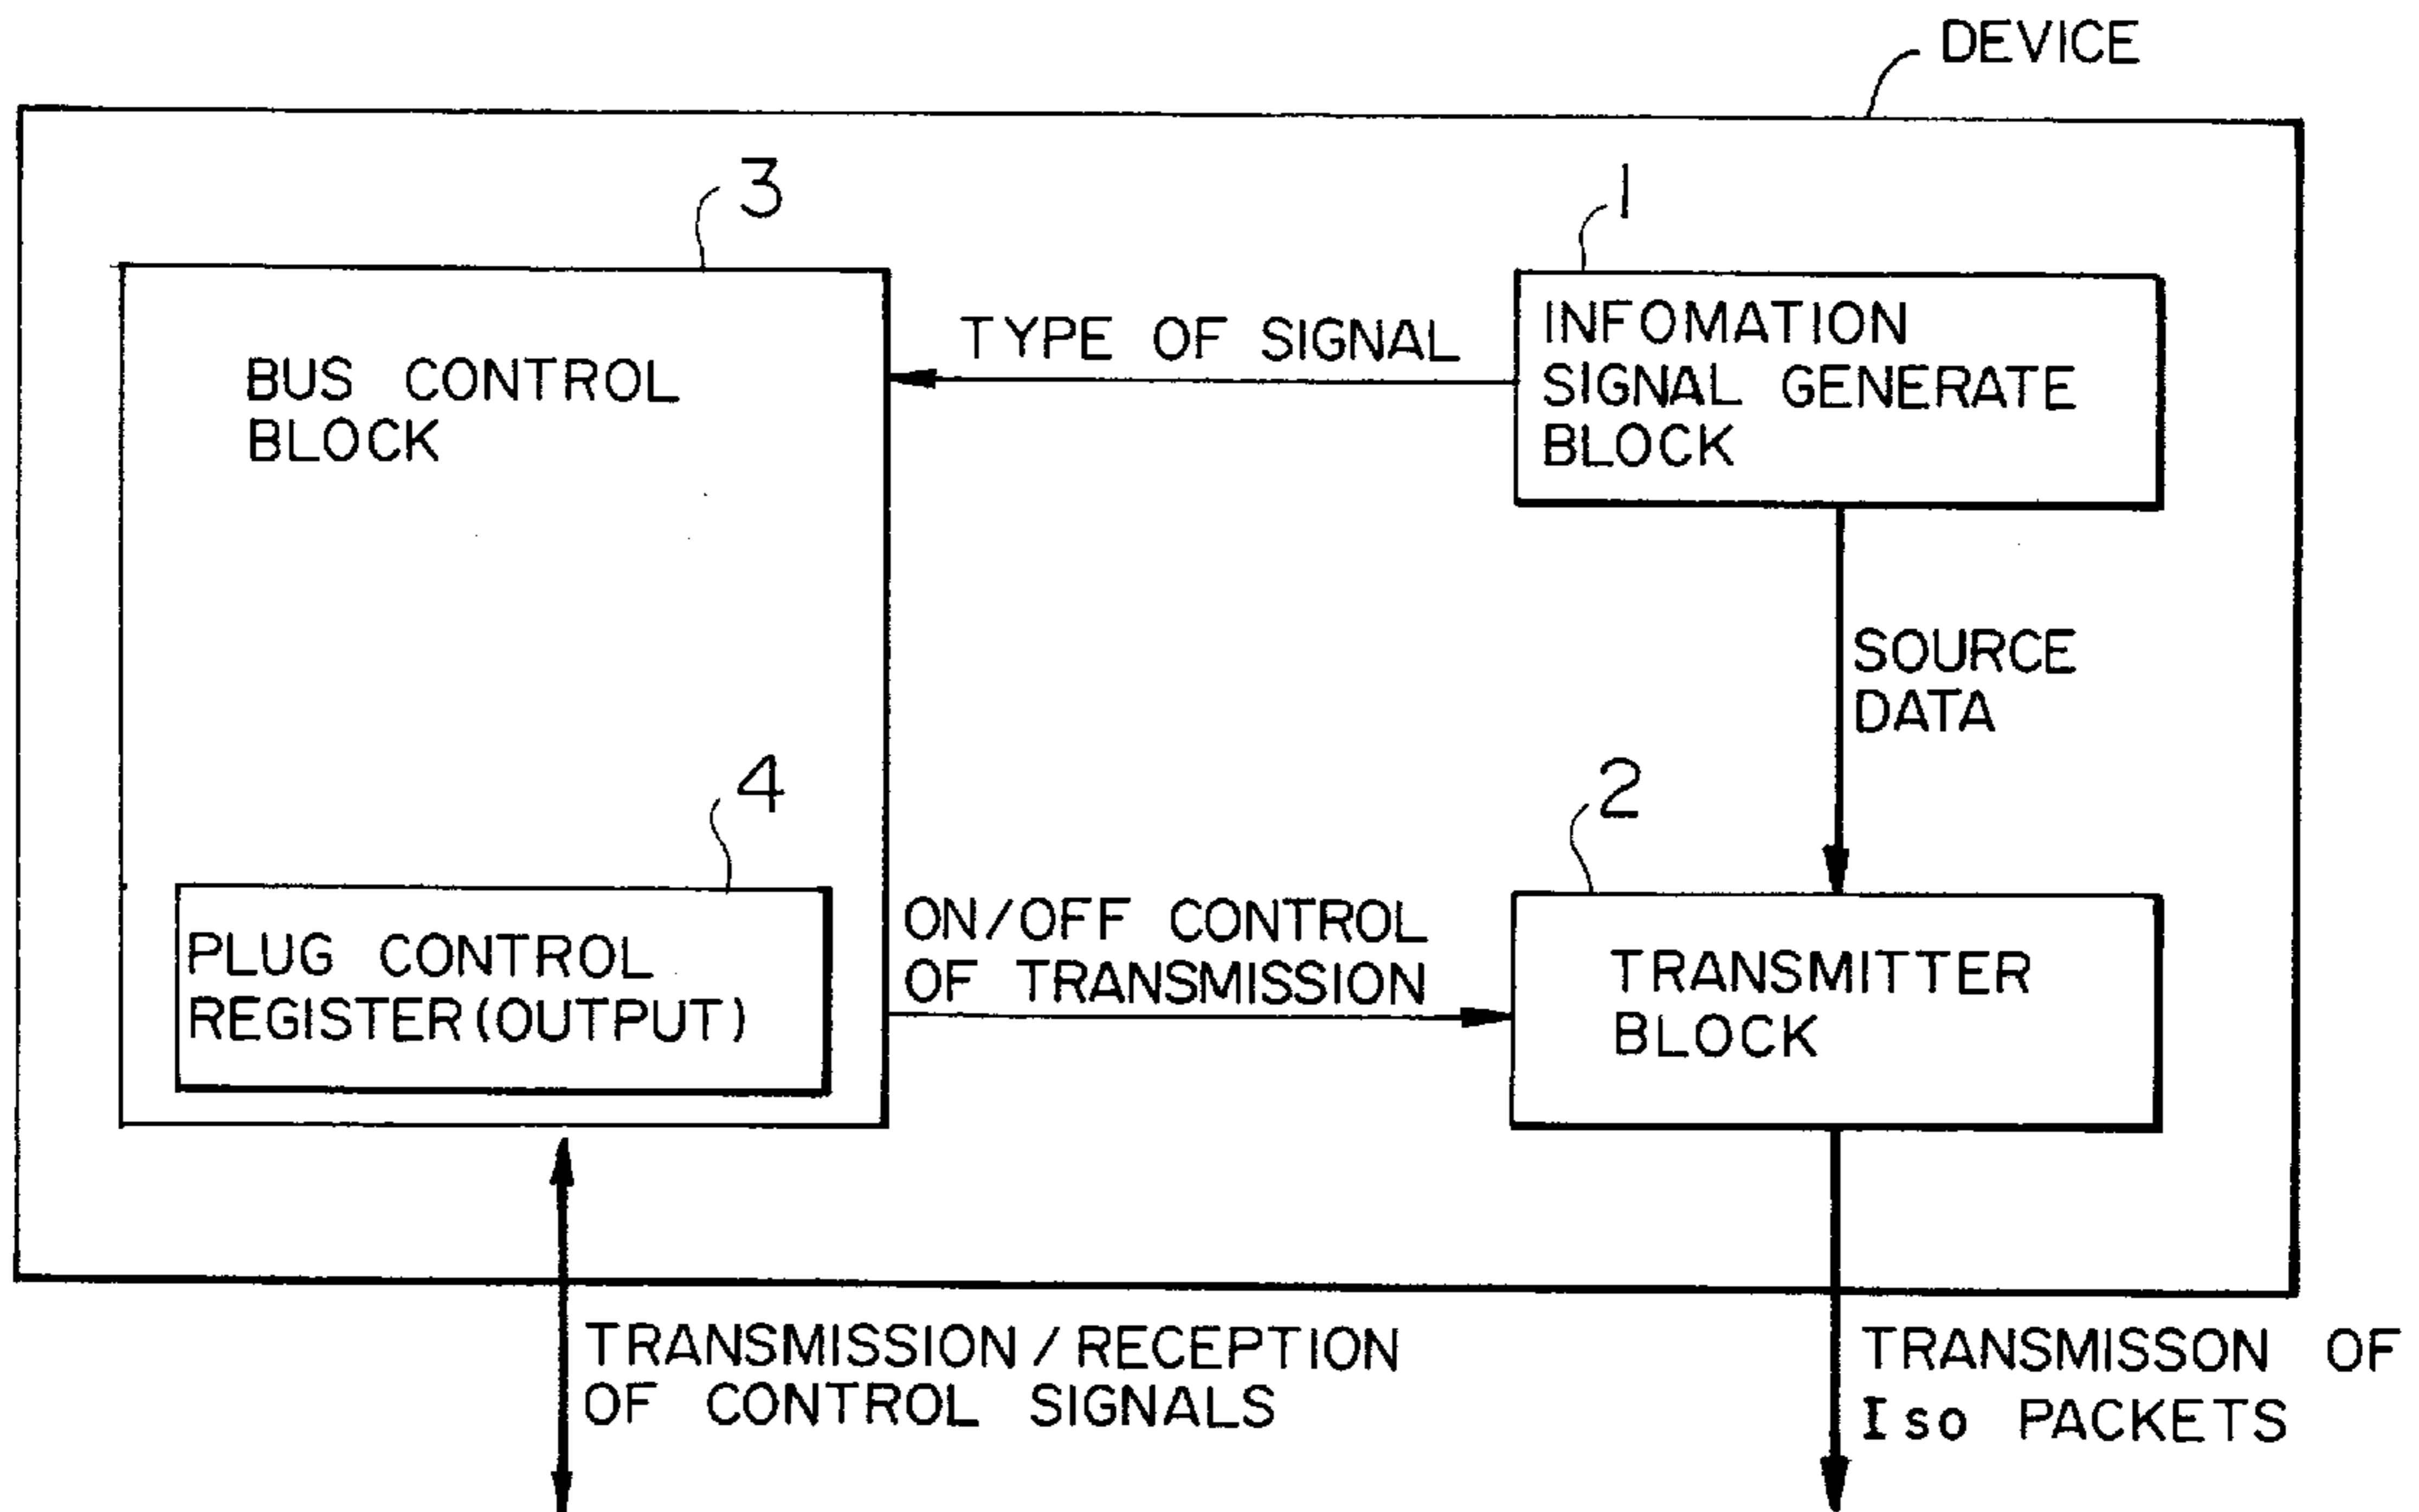 DEVICE
3
1
BUS CONTROL
BLOCK
TYPE OF SIGNAL
INFOMATION
SIGNAL GENERATE
BLOCK
SOURCE
DATA
4
2
PLUG CONTROL
REGISTER(OUTPUT)
ON/OFF CONTROL
OF TRANSMISSION
TRANSMITTER
BLOCK
TRANSMISSION/RECEPTION
OF CONTROL SIGNALS
TRANSMISSON OF
Iso PACKETS